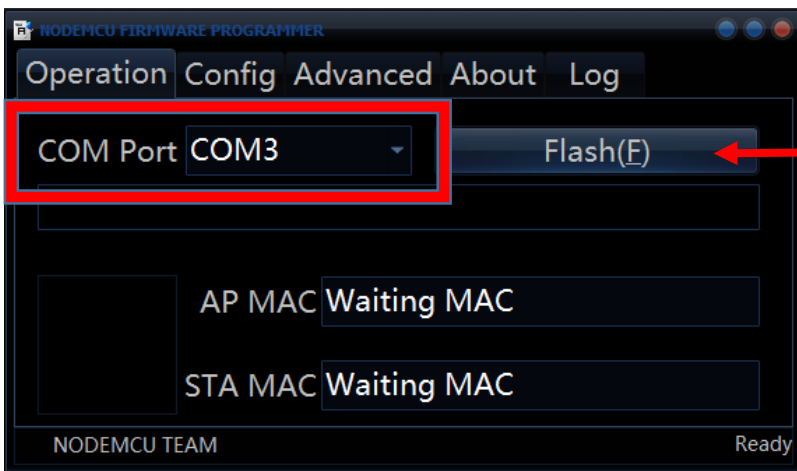 NODEMCU FIRMWARE PROGRAMMER
Operation Config Advanced About Log
COM Port COM3 Flash(F)
AP MAC Waiting MAC
STA MAC Waiting MAC
NODEMCU TEAM Ready